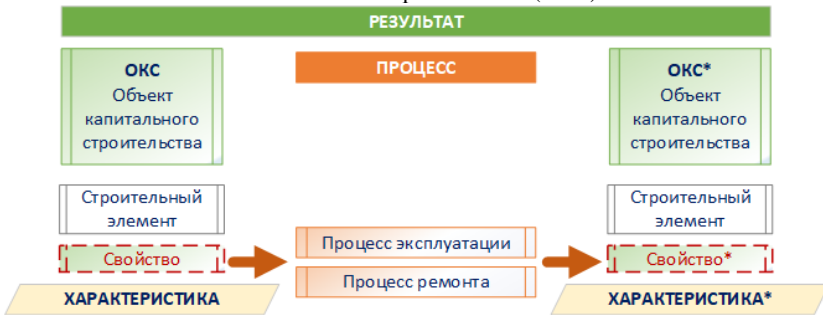 РЕЗУЛЬТАТ
ОКС
Объект
капитального
строительства
ПРОЦЕСС
ОКС*
Объект
капитального
строительства
Строительный
элемент
Свойство
ХАРАКТЕРИСТИКА
Процесс эксплуатации
Процесс ремонта
Строительный
элемент
Свойство*
ХАРАКТЕРИСТИКА*